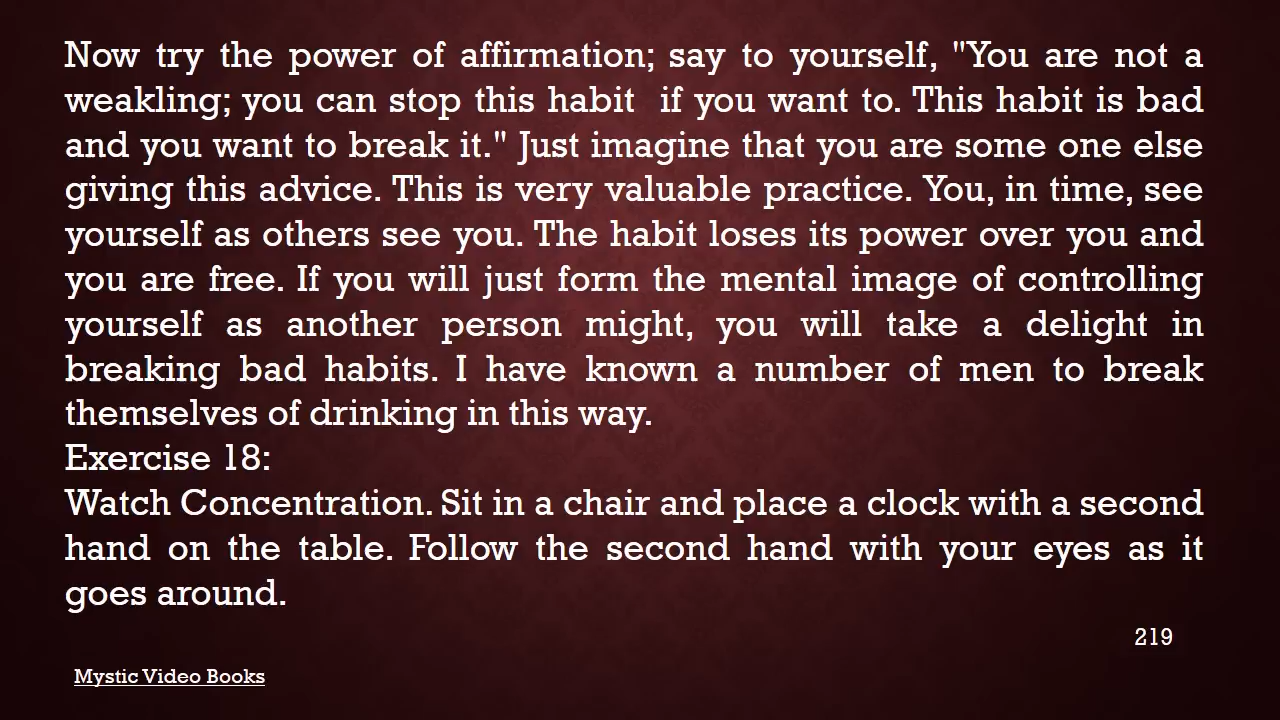 Now try the power of affirmation; say to yourself, "You are not a
weakling; you can stop this habit  if you want to. This habit is bad
and you want to break it." Just imagine that you are some one else
giving this advice. This is very valuable practice. You, in time, see
yourself as others see you. The habit loses its power over you and
you are free. If you will just form the mental image of controlling
yourself as another person might, you will take a delight in
breaking bad habits. I have known a number of men to break
themselves of drinking in this way.
Exercise 18:
Watch Concentration. Sit in a chair and place a clock with a second
hand on the table. Follow the second hand with your eyes as it
goes around.
219
Mystic Video Books